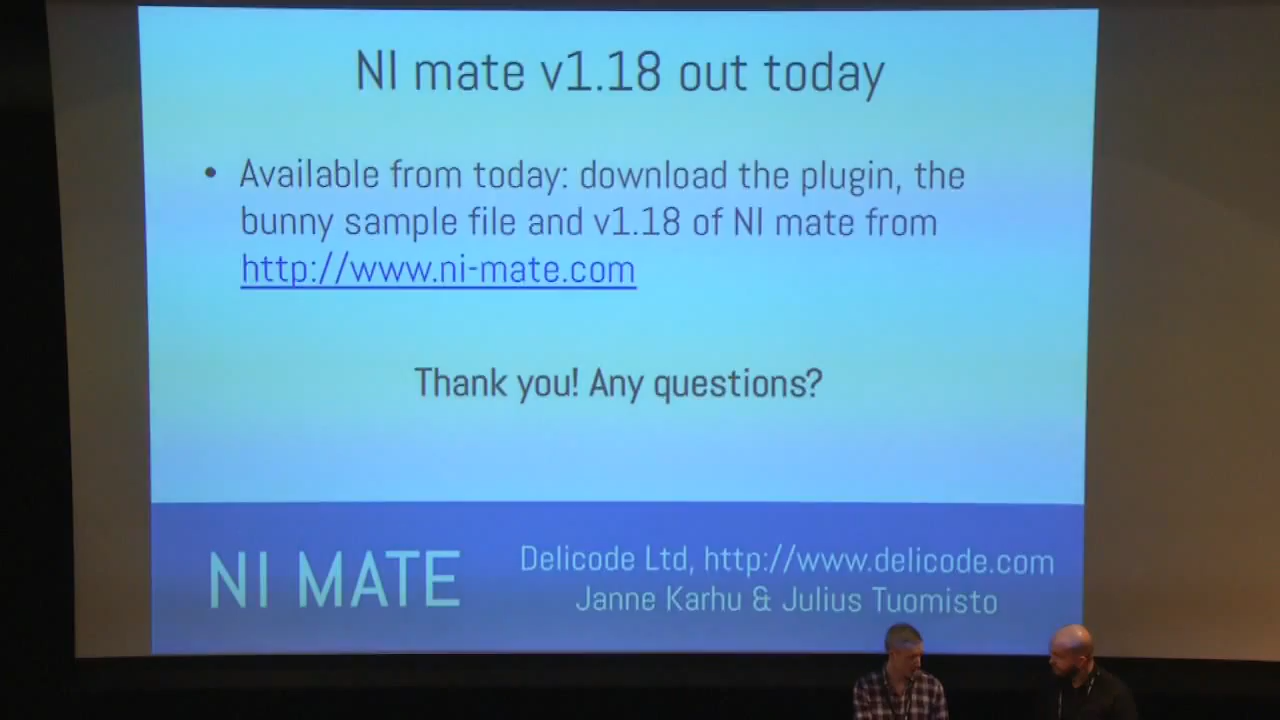 NI mate v1.18 out today
• Available from today: download the plugin, the
bunny sample file and v1.18 of NI mate from
http://www.ni-mate.com
Thank you! Any questions?
NI MATE
Delicode Ltd, http://www.delicode.com
Janne Karhu & Julius Tuomisto